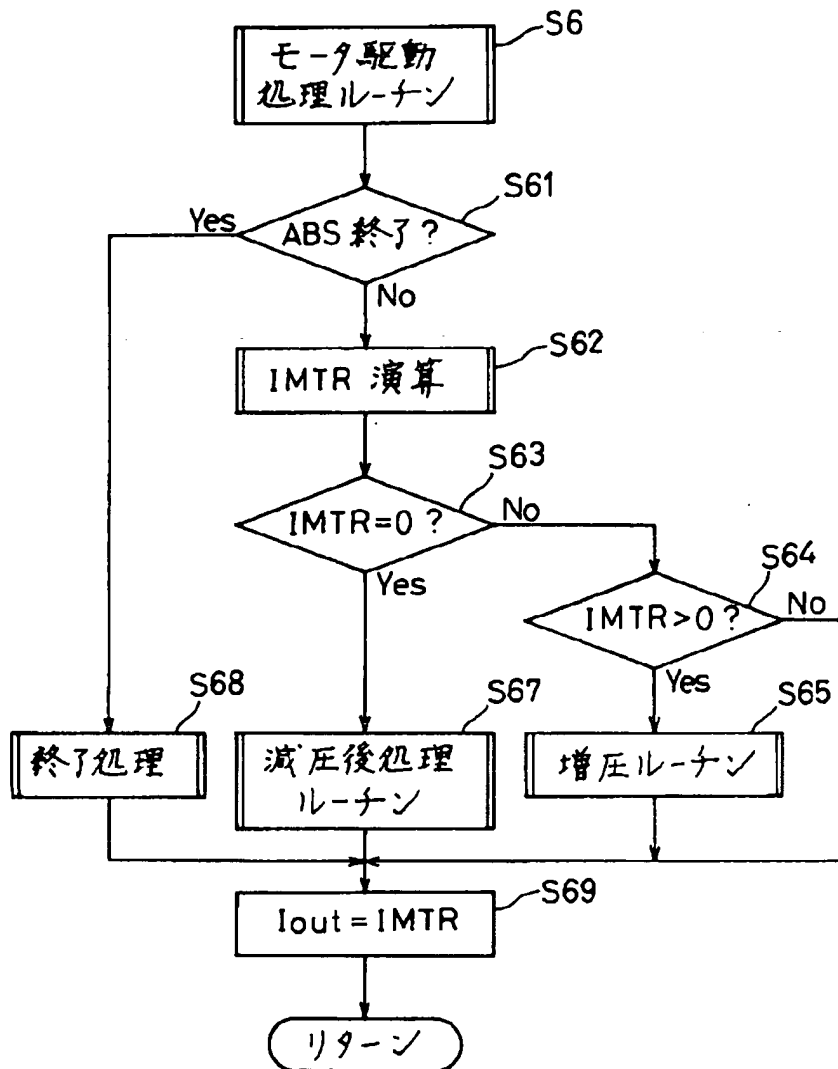 S6
モータ駆動
処理ルーチン
S61
Yes
ABS 終了?
No
S62
IMTR 演算
S63
IMTR=0?
No
Yes
S64
IMTR>0?
No
Yes
S68
終了処理
S67
減圧後処理
ルーチン
S65
増圧ルーチン
S69
Iout=IMTR
リターン